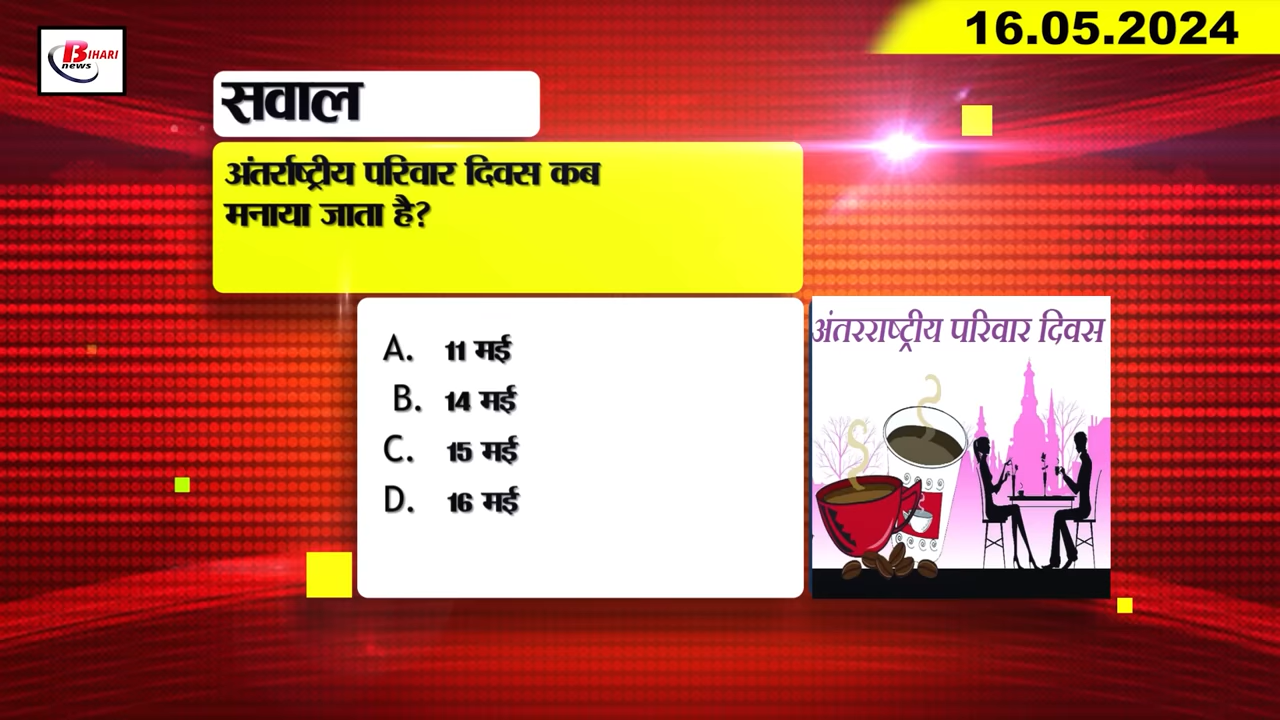 BIHARI
news
16.05.2024
सवाल
अंतर्राष्ट्रीय परिवार दिवस कब
मनाया जाता है?
A. 11 मई
B. 14 मई
C. 15 मई
D. 16 मई
अंतरराष्ट्रीय परिवार दिवस